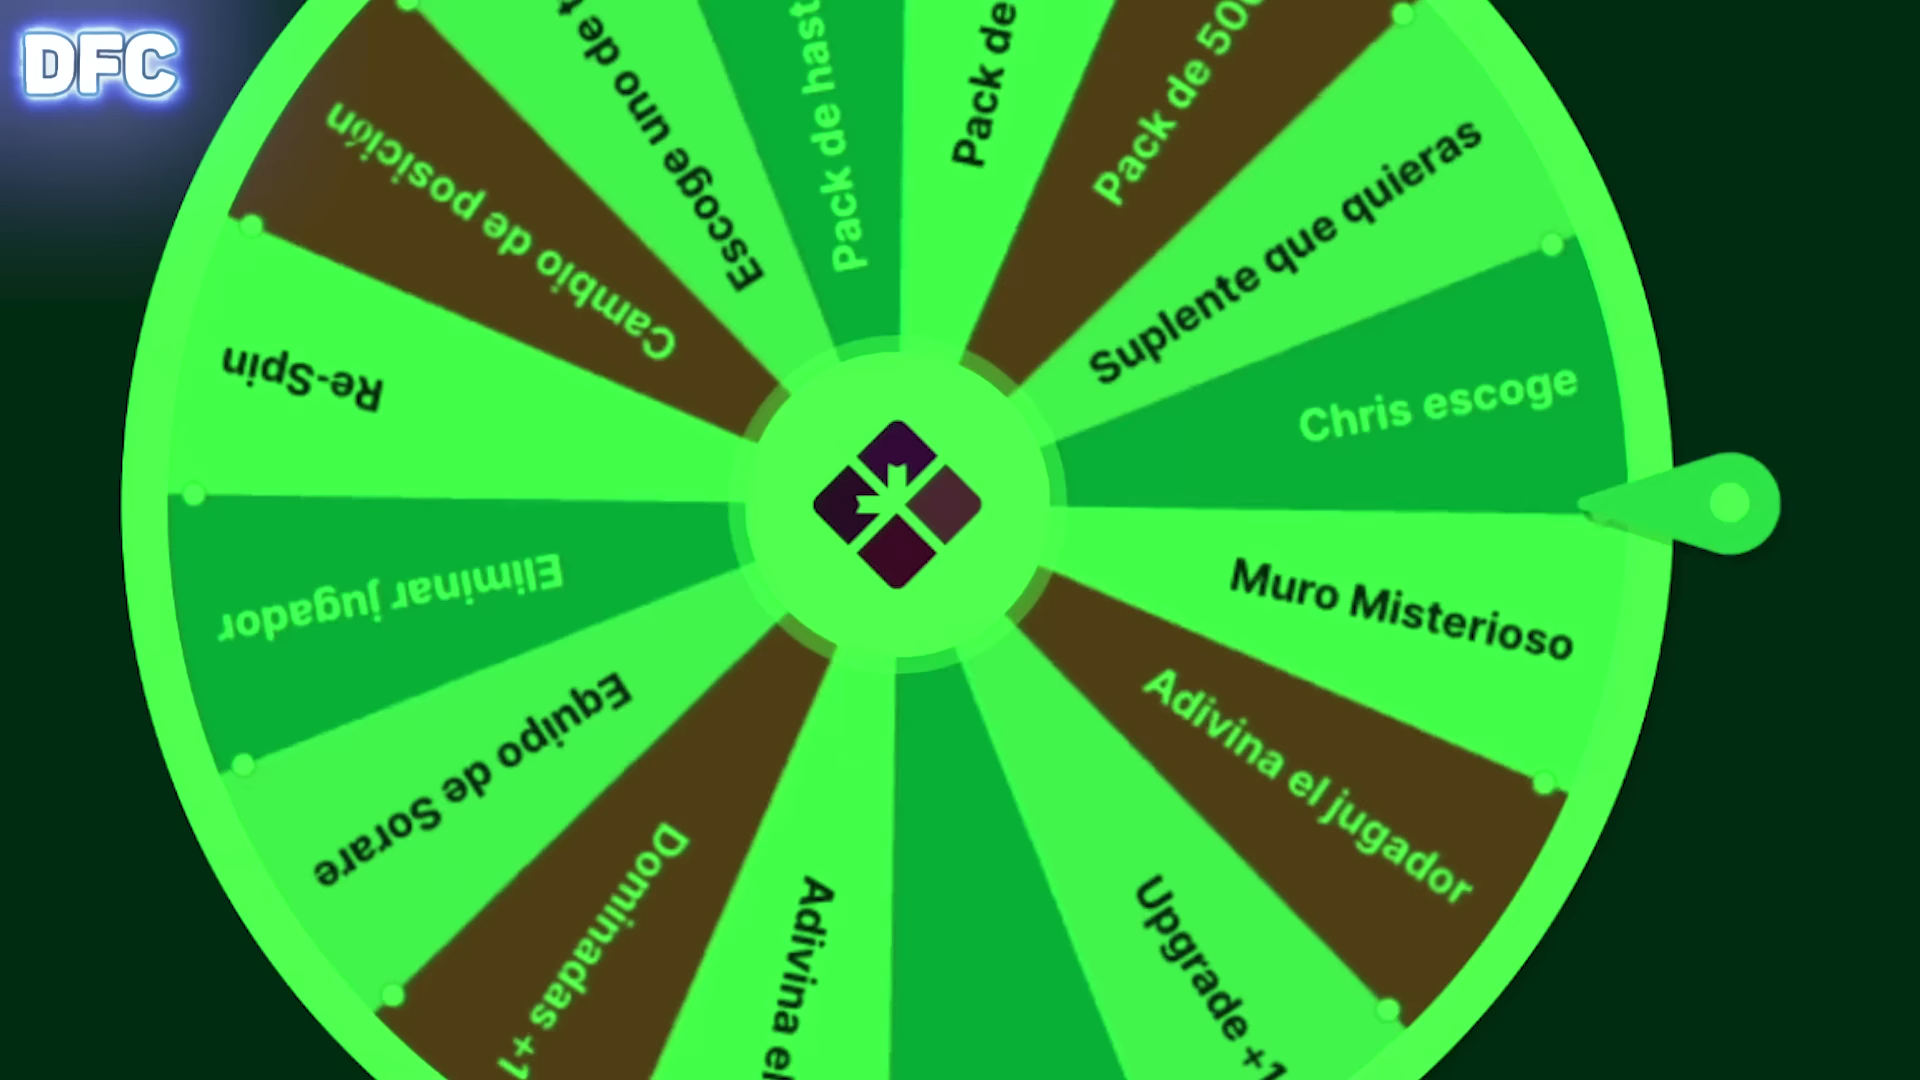 DFC
Escoge uno de
Pack de hast
Pack de
Pack de 500
Suplente que quieras
Chris escoge
Muro Misterioso
Adivina el jugador
Upgrade +1
Adivina el
Dominadas +1
Equipo de Sorare
Eliminar jugador
Re-Spin
Cambio de posición